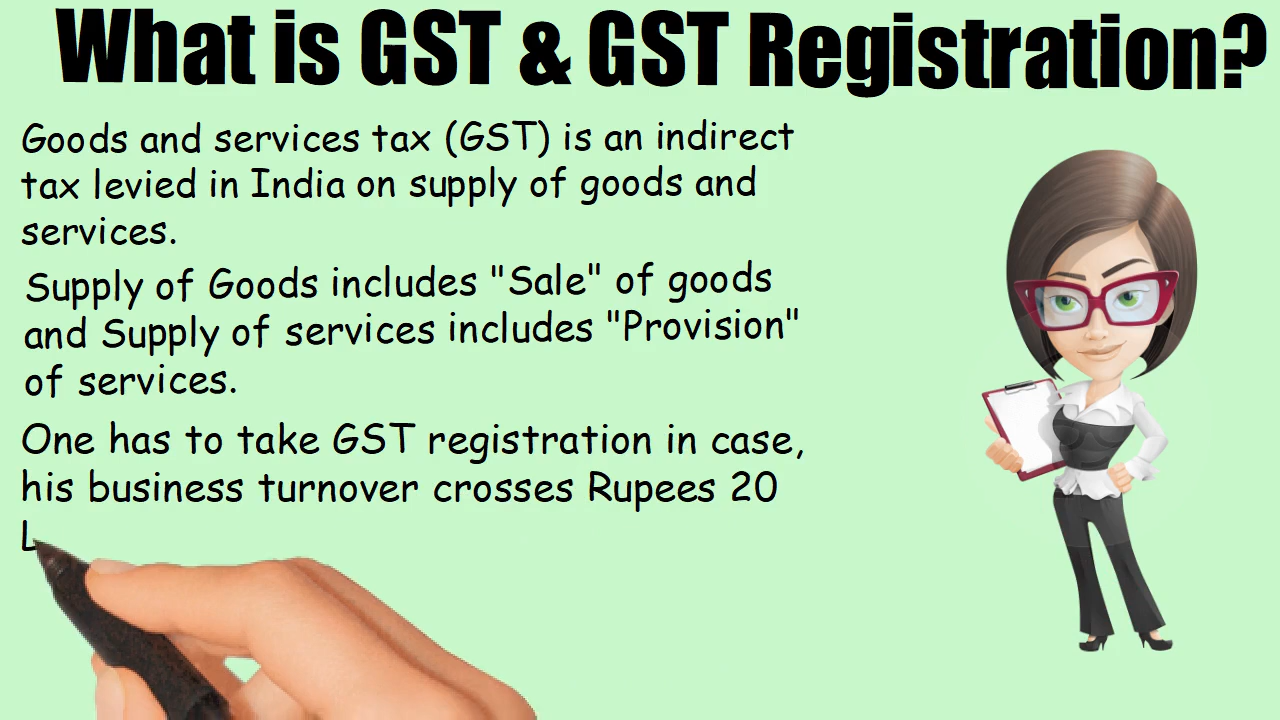 What is GST & GST Registration?
Goods and services tax (GST) is an indirect
tax levied in India on supply of goods and
services.
Supply of Goods includes "Sale" of goods
and Supply of services includes "Provision"
of services.
One has to take GST registration in case,
his business turnover crosses Rupees 20
L